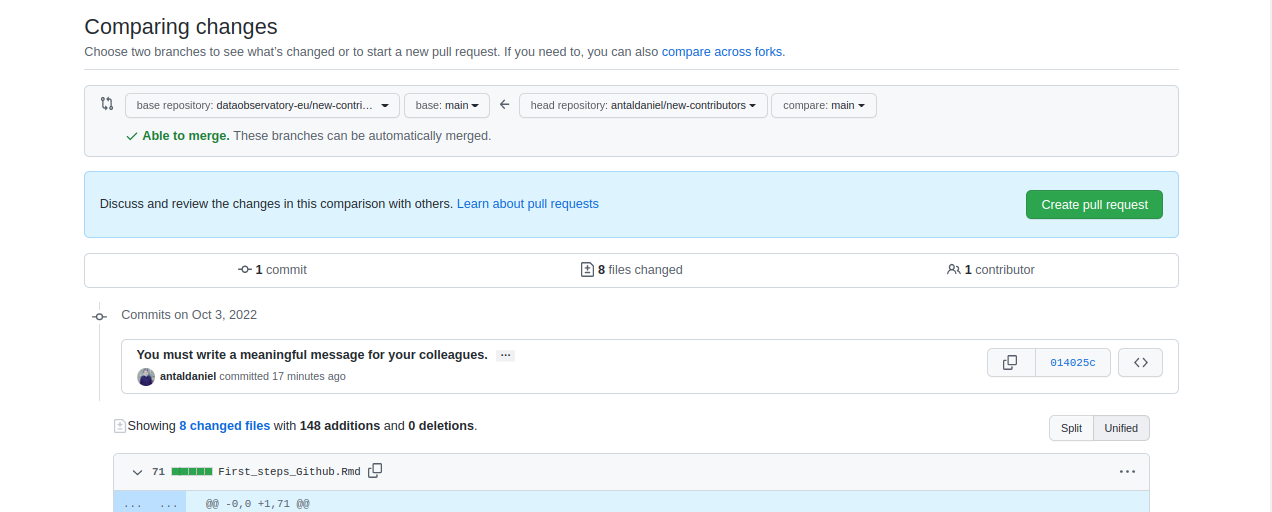 Comparing changes
Choose two branches to see what's changed or to start a new pull request. If you need to, you can also compare across forks.
base repository: dataobservatory-eu/new-contri... base: main head repository: antaldaniel/new-contributors compare: main
Able to merge. These branches can be automatically merged.
Discuss and review the changes in this comparison with others. Learn about pull requests Create pull request
1 commit 8 files changed 1 contributor
Commits on Oct 3, 2022
You must write a meaningful message for your colleagues. ...
antaldaniel committed 17 minutes ago 014025c
Showing 8 changed files with 148 additions and 0 deletions. Split Unified
71 First_steps_Github.Rmd
... ... @@ -0,0 +1,71 @@